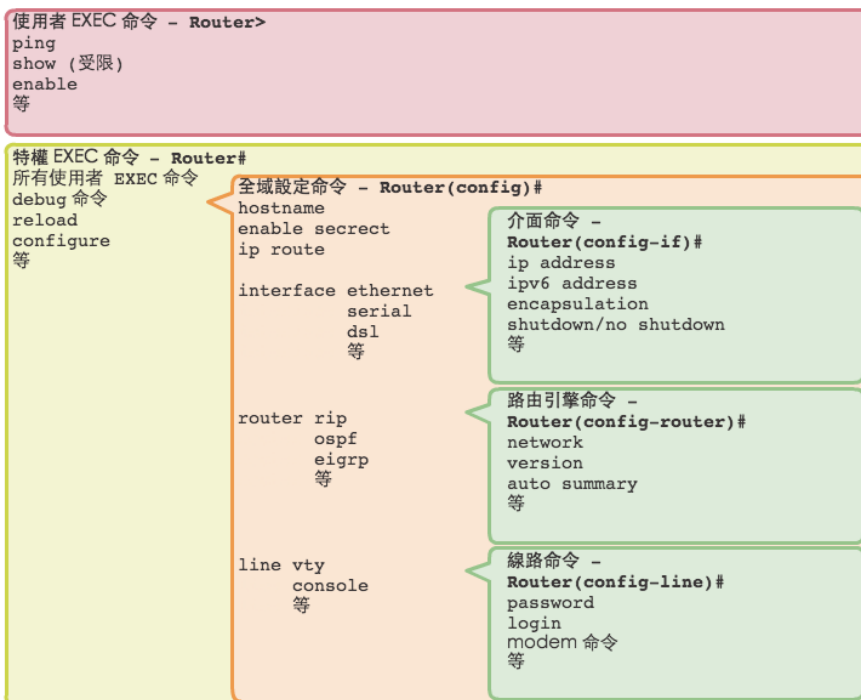 使用者 EXEC 命令 – Router>
ping
show (受限)
enable
等
特權 EXEC 命令 – Router#
所有使用者 EXEC 命令
debug 命令
reload
configure
等
全域設定命令 – Router(config)#
hostname
enable secrect
ip route
interface ethernet
serial
dsl
等
介面命令 –
Router(config-if)#
ip address
ipv6 address
encapsulation
shutdown/no shutdown
等
router rip
ospf
eigrp
等
路由引擎命令 –
Router(config-router)#
network
version
auto summary
等
line vty
console
等
線路命令 –
Router(config-line)#
password
login
modem 命令
等